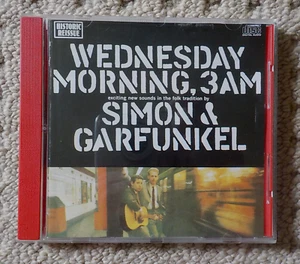 HISTORIC
REISSUE
WEDNESDAY
MORNING, 3AM
exciting new sounds in the folk tradition by
SIMON &
GARFUNKEL